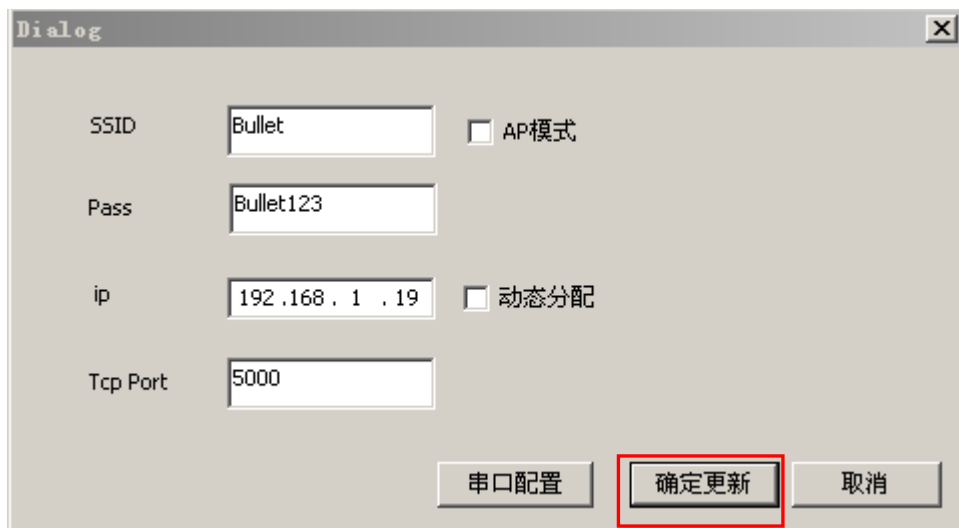 Dialog
SSID Bullet AP模式
Pass Bullet123
ip 192 .168 . 1 .19 动态分配
Tcp Port 5000
串口配置 确定更新 取消